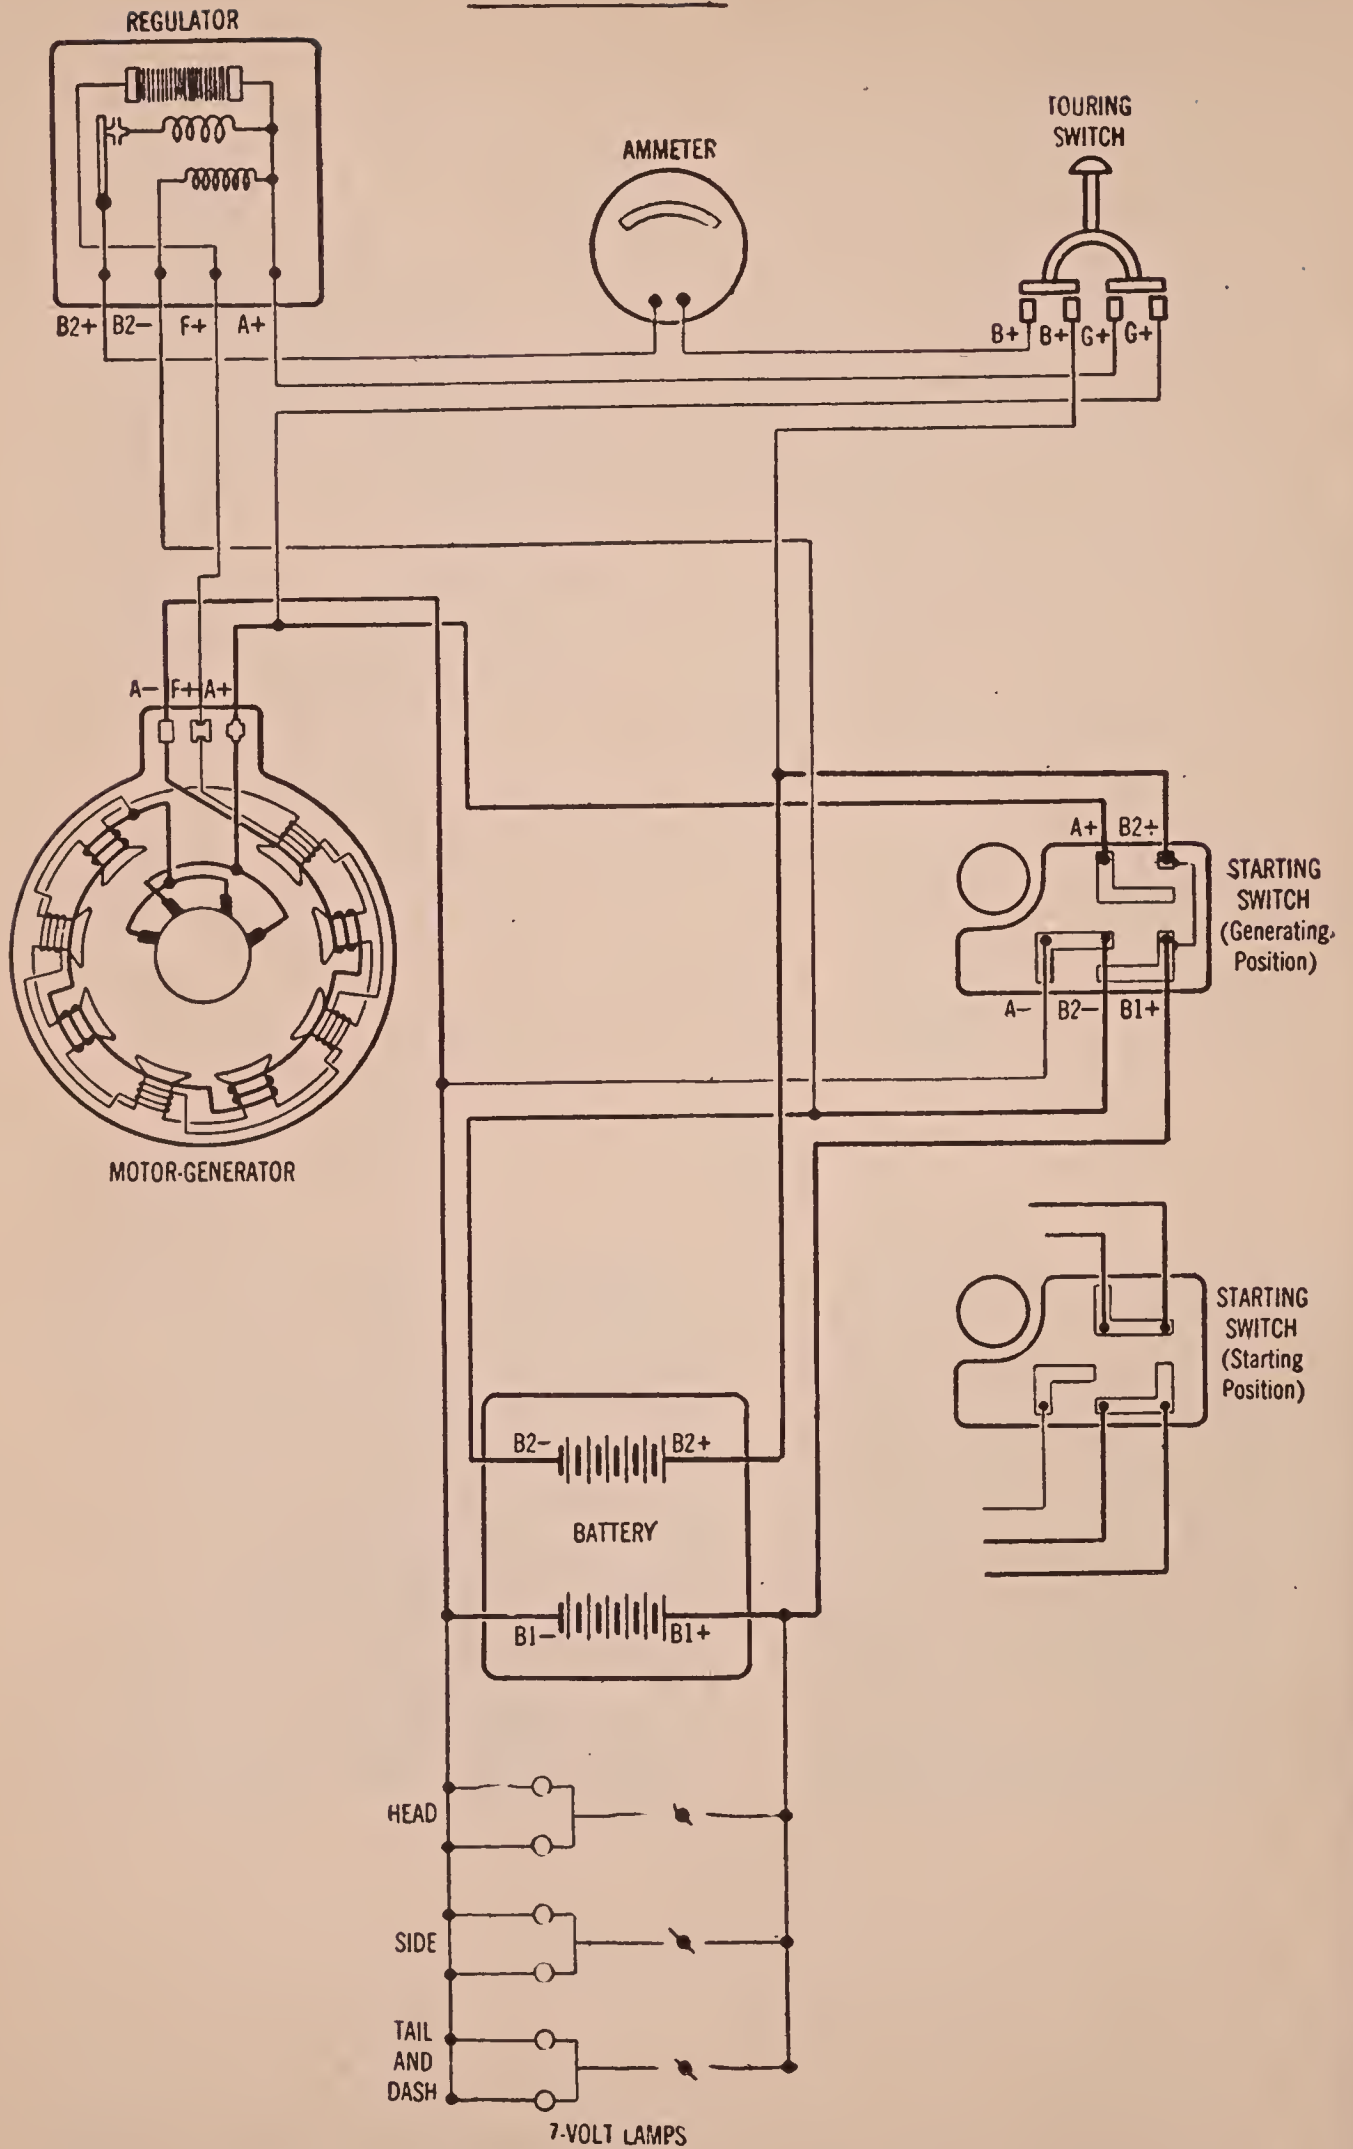 REGULATOR
B2+ B2- F+ A+
AMMETER
TOURING
SWITCH
B+ B+ G+ G+
A- F+ A+
MOTOR-GENERATOR
A+ B2+
A- B2- B1+
STARTING
SWITCH
(Generating
Position)
STARTING
SWITCH
(Starting
Position)
B2- B2+
BATTERY
B1- B1+
HEAD
SIDE
TAIL
AND
DASH
7-VOLT LAMPS